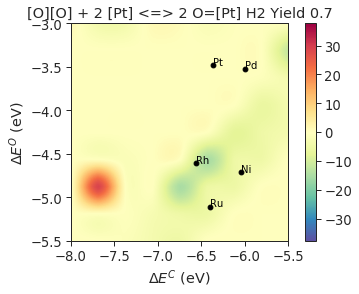 [O][O] + 2 [Pt] <=> 2 O=[Pt] H2 Yield 0.7
−3.0
−3.5
−4.0
−4.5
−5.0
−5.5
ΔE^O (eV)
Pt
Pd
Rh
Ni
Ru
−8.0 −7.5 −7.0 −6.5 −6.0 −5.5
ΔE^C (eV)
30
20
10
0
−10
−20
−30